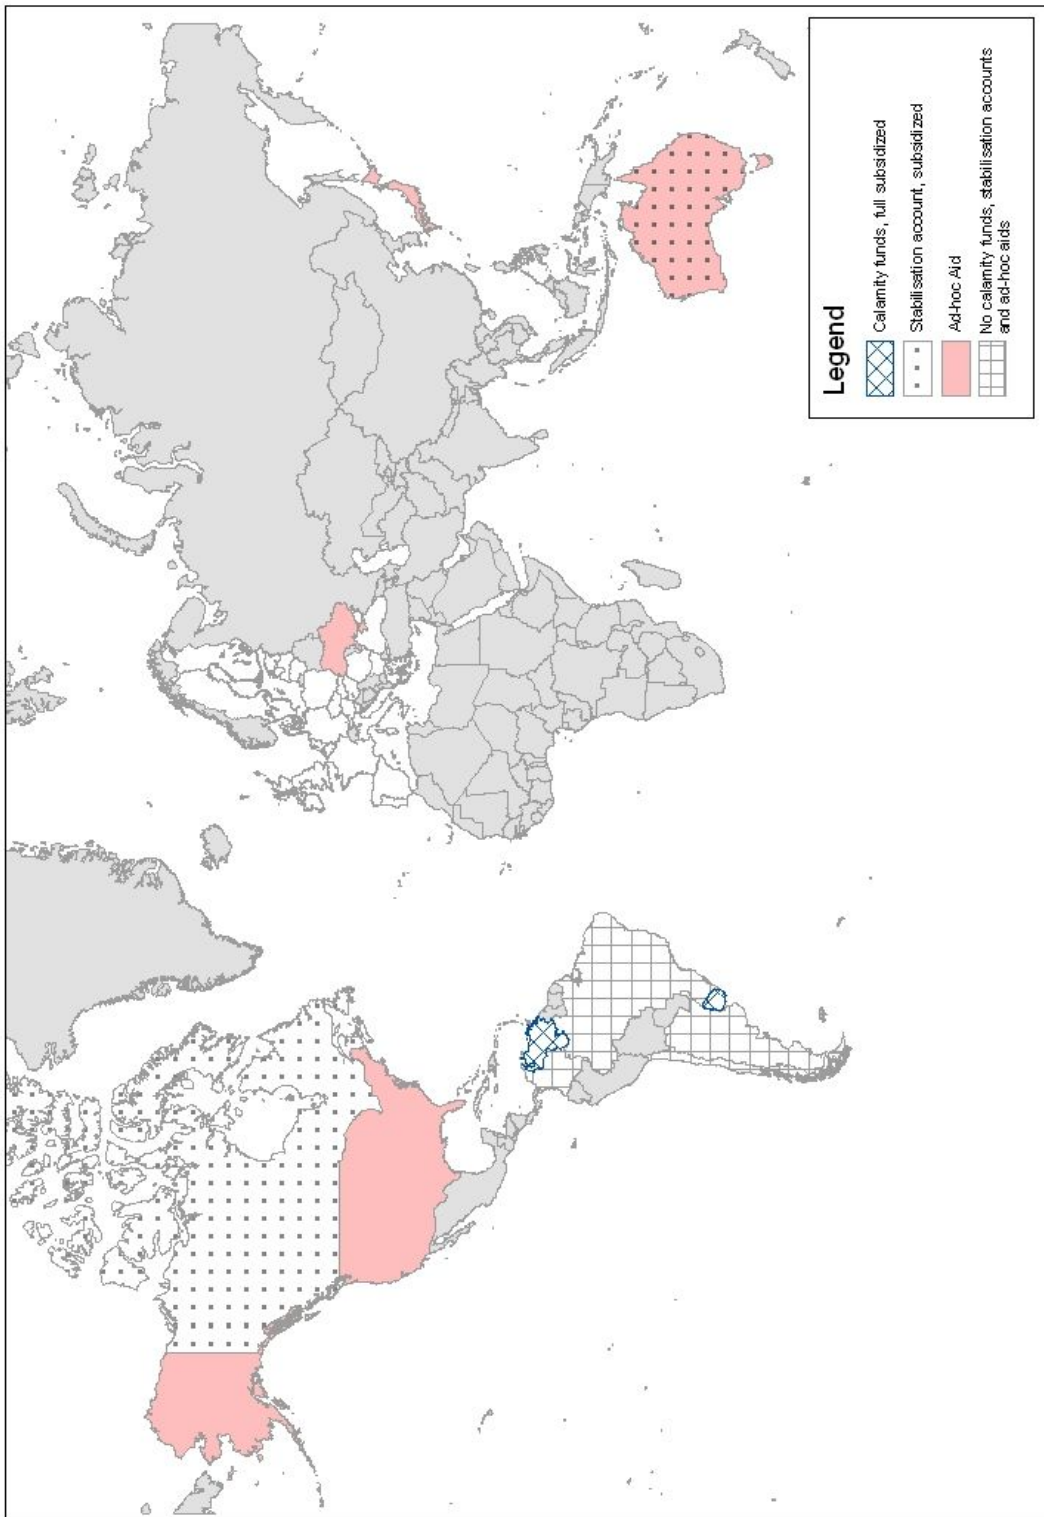 Legend
Calamity funds, full subsidized
Stabilisation account, subsidized
Ad-hoc Aid
No calamity funds, stabilisation accounts
and ad-hoc aids